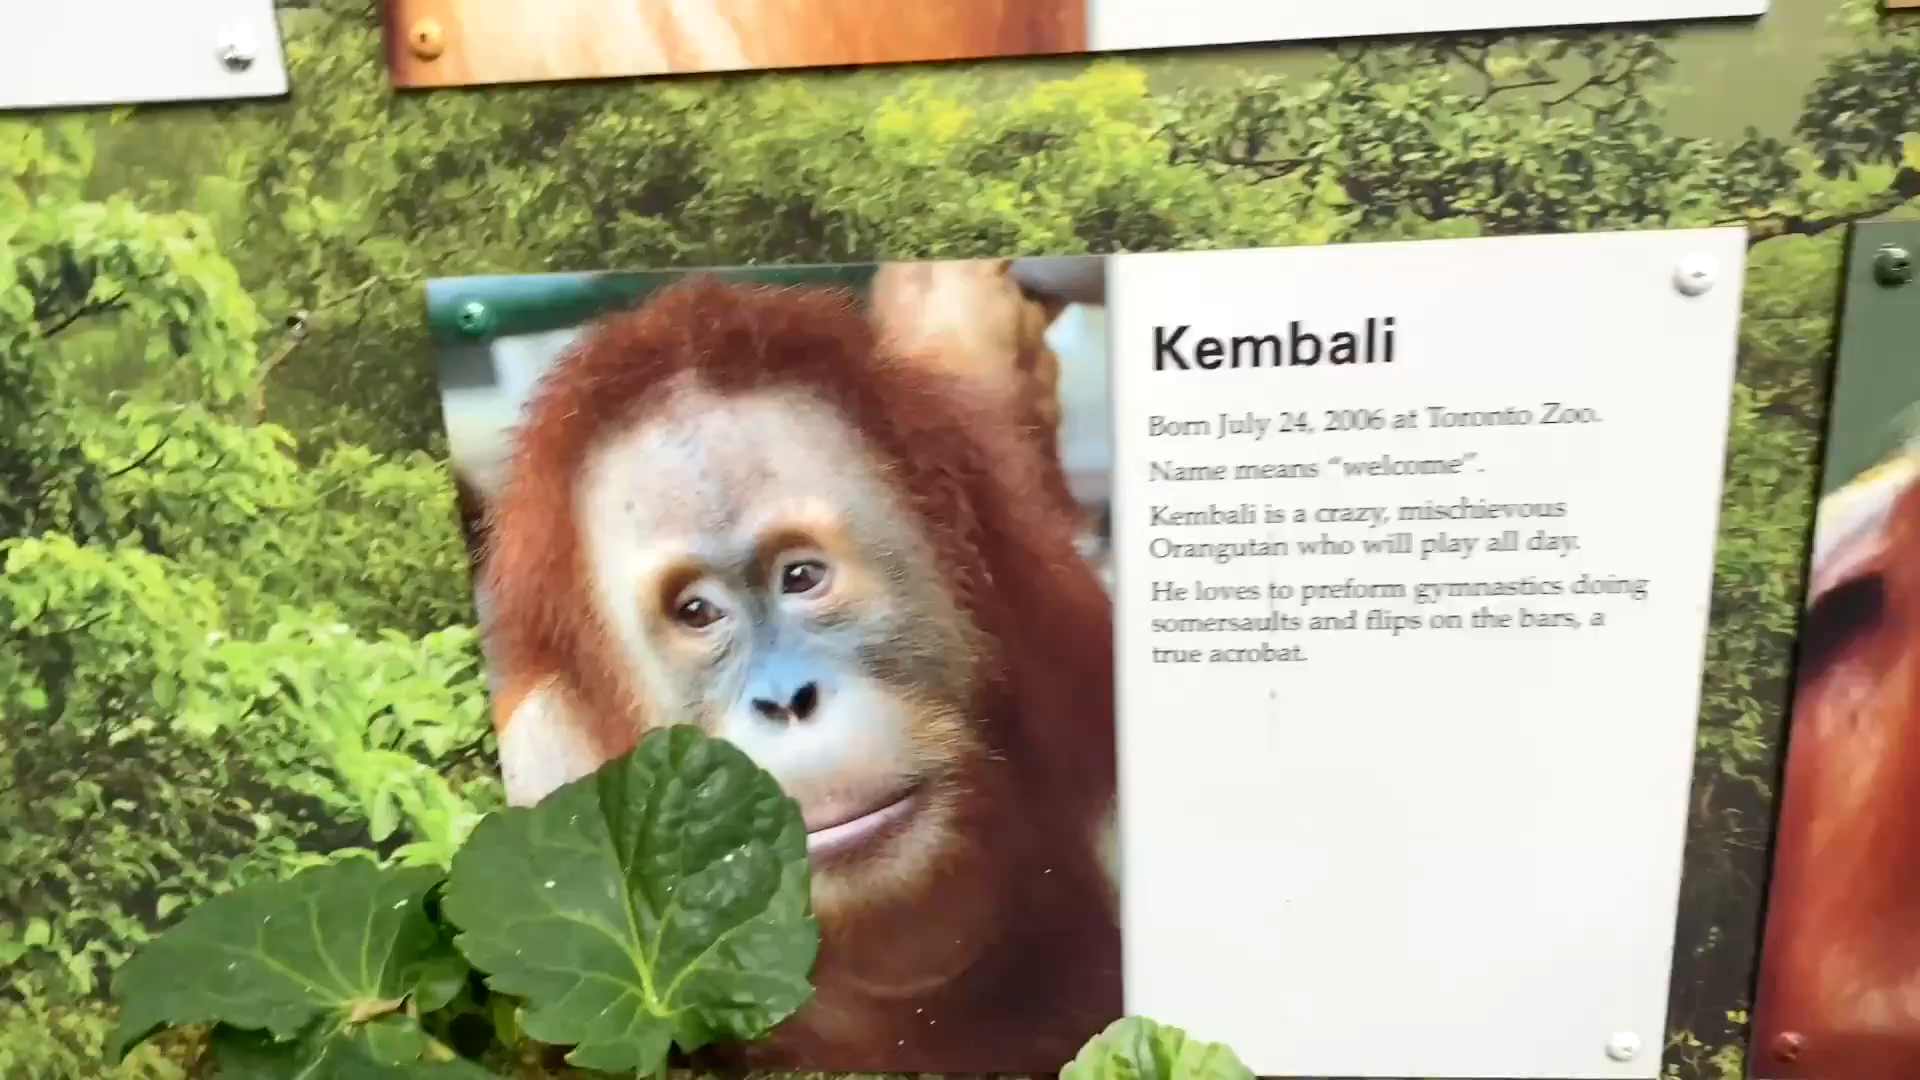 Kembali
Born July 24, 2006 at Toronto Zoo.
Name means “welcome”.
Kembali is a crazy, mischievous
Orangutan who will play all day.
He loves to preform gymnastics doing
somersaults and flips on the bars, a
true acrobat.